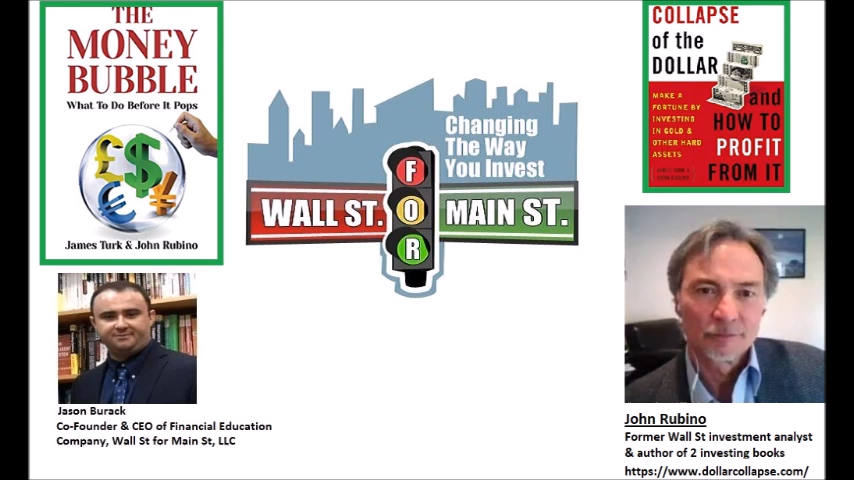 THE
MONEY
BUBBLE
What To Do Before It Pops
£ $ € ¥
James Turk & John Rubino
Changing
The Way
You Invest
WALL ST. FOR MAIN ST.
COLLAPSE
of the
DOLLAR
and
HOW TO
PROFIT
FROM IT
MAKE A
FORTUNE BY
INVESTING
IN GOLD &
OTHER HARD
ASSETS
Jason Burack
Co-Founder & CEO of Financial Education
Company, Wall St for Main St, LLC
John Rubino
Former Wall St investment analyst
& author of 2 investing books
https://www.dollarcollapse.com/